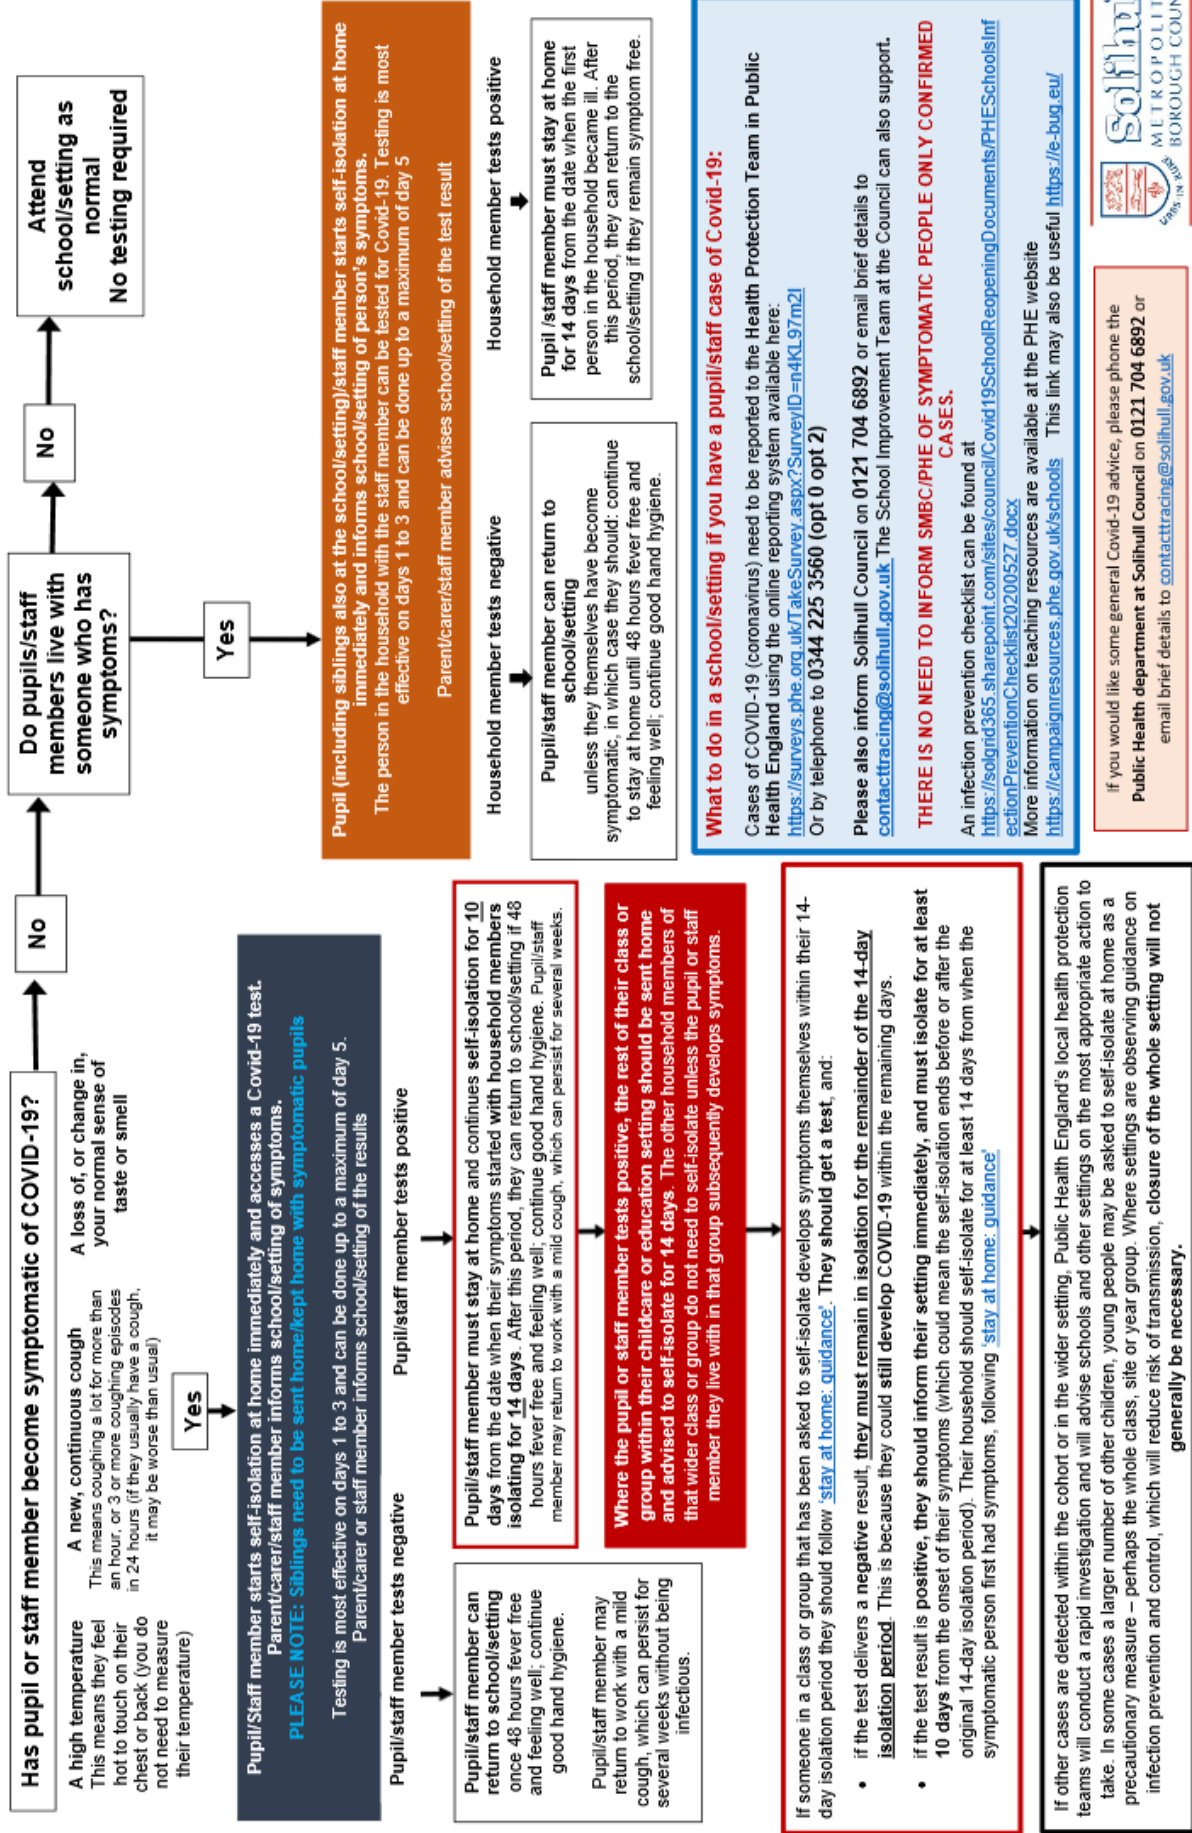 Has pupil or staff member become symptomatic of COVID-19?
No
Do pupils/staff
members live with
someone who has
symptoms?
No
Attend
school/setting as
normal
No testing required
A high temperature
This means they feel
hot to touch on their
chest or back (you do
not need to measure
their temperature)
A new, continuous cough
This means coughing a lot for more than
an hour, or 3 or more coughing episodes
in 24 hours (if they usually have a cough,
it may be worse than usual)
A loss of, or change in,
your normal sense of
taste or smell
Yes
Yes
Pupil/Staff member starts self-isolation at home immediately and accesses a Covid-19 test.
Parent/carer/staff member informs school/setting of symptoms.
PLEASE NOTE: Siblings need to be sent home/kept home with symptomatic pupils
Testing is most effective on days 1 to 3 and can be done up to a maximum of day 5.
Parent/carer or staff member informs school/setting of the results
Pupil/staff member tests negative
Pupil/staff member tests positive
Pupil/staff member can
return to school/setting
once 48 hours fever free
and feeling well; continue
good hand hygiene.
Pupil/staff member may
return to work with a mild
cough, which can persist for
several weeks without being
infectious.
Pupil/staff member must stay at home and continues self-isolation for 10
days from the date when their symptoms started with household members
isolating for 14 days. After this period, they can return to school/setting if 48
hours fever free and feeling well; continue good hand hygiene. Pupil/staff
member may return to work with a mild cough, which can persist for several weeks.
Where the pupil or staff member tests positive, the rest of their class or
group within their childcare or education setting should be sent home
and advised to self-isolate for 14 days. The other household members of
that wider class or group do not need to self-isolate unless the pupil or staff
member they live with in that group subsequently develops symptoms.
If someone in a class or group that has been asked to self-isolate develops symptoms themselves within their 14-
day isolation period they should follow 'stay at home: guidance'. They should get a test, and:
• if the test delivers a negative result, they must remain in isolation for the remainder of the 14-day
isolation period. This is because they could still develop COVID-19 within the remaining days.
• if the test result is positive, they should inform their setting immediately, and must isolate for at least
10 days from the onset of their symptoms (which could mean the self-isolation ends before or after the
original 14-day isolation period). Their household should self-isolate for at least 14 days from when the
symptomatic person first had symptoms, following 'stay at home: guidance'
If other cases are detected within the cohort or in the wider setting, Public Health England's local health protection
teams will conduct a rapid investigation and will advise schools and other settings on the most appropriate action to
take. In some cases a larger number of other children, young people may be asked to self-isolate at home as a
precautionary measure – perhaps the whole class, site or year group. Where settings are observing guidance on
infection prevention and control, which will reduce risk of transmission, closure of the whole setting will not
generally be necessary.
Pupil (including siblings also at the school/setting)/staff member starts self-isolation at home
immediately and informs school/setting of person's symptoms.
The person in the household with the staff member can be tested for Covid-19. Testing is most
effective on days 1 to 3 and can be done up to a maximum of day 5
Parent/carer/staff member advises school/setting of the test result
Household member tests negative
Household member tests positive
Pupil/staff member can return to
school/setting
unless they themselves have become
symptomatic, in which case they should: continue
to stay at home until 48 hours fever free and
feeling well; continue good hand hygiene.
Pupil /staff member must stay at home
for 14 days from the date when the first
person in the household became ill. After
this period, they can return to the
school/setting if they remain symptom free.
What to do in a school/setting if you have a pupil/staff case of Covid-19:
Cases of COVID-19 (coronavirus) need to be reported to the Health Protection Team in Public
Health England using the online reporting system available here:
https://surveys.phe.org.uk/TakeSurvey.aspx?SurveyID=n4KL97m2I
Or by telephone to 0344 225 3560 (opt 0 opt 2)
Please also inform Solihull Council on 0121 704 6892 or email brief details to
contacttracing@solihull.gov.uk The School Improvement Team at the Council can also support.
THERE IS NO NEED TO INFORM SMBC/PHE OF SYMPTOMATIC PEOPLE ONLY CONFIRMED
CASES.
An infection prevention checklist can be found at
https://solgrid365.sharepoint.com/sites/council/Covid19SchoolReopeningDocuments/PHESchoolsInf
ectionPreventionChecklist20200527.docx
More information on teaching resources are available at the PHE website
https://campaignresources.phe.gov.uk/schools This link may also be useful https://e-bug.eu/
If you would like some general Covid-19 advice, please phone the
Public Health department at Solihull Council on 0121 704 6892 or
email brief details to contacttracing@solihull.gov.uk
URBS·IN·RURE
Solihu
METROPOLIT
BOROUGH COUN